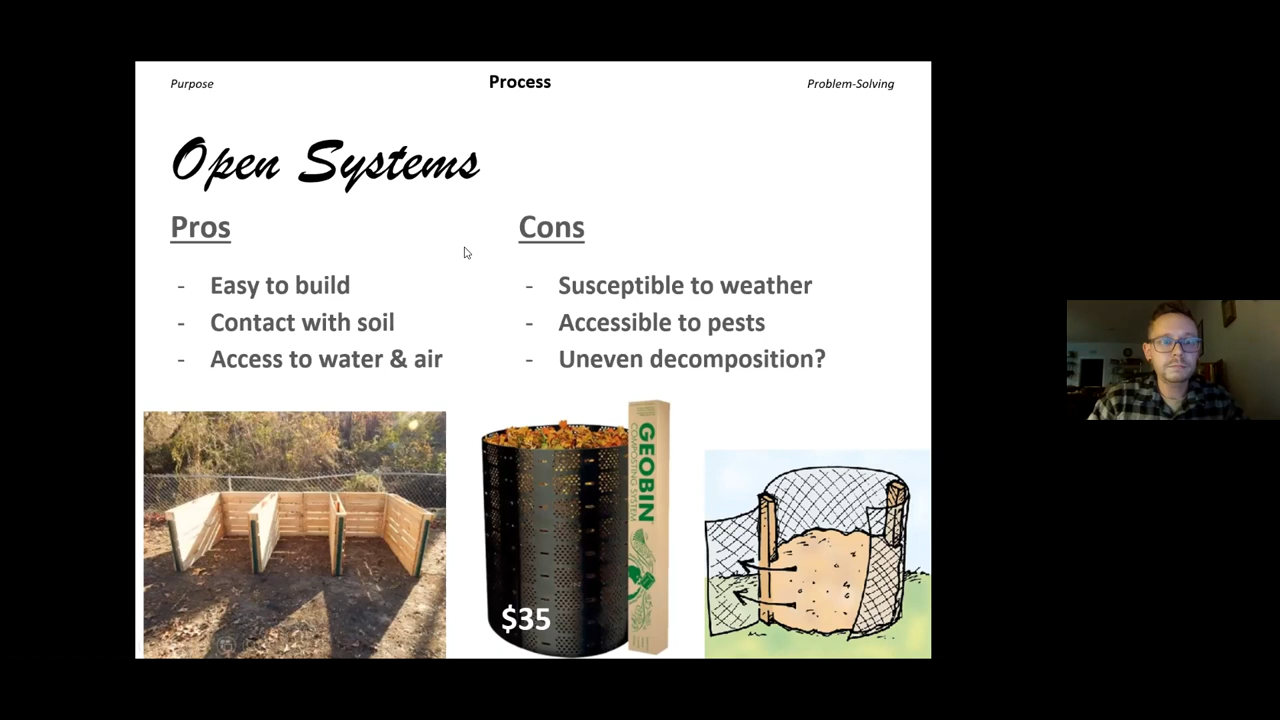 Purpose
Process
Problem-Solving
Open Systems
Pros
- Easy to build
- Contact with soil
- Access to water & air
Cons
- Susceptible to weather
- Accessible to pests
- Uneven decomposition?
GEOBIN
COMPOSTING SYSTEM
$35